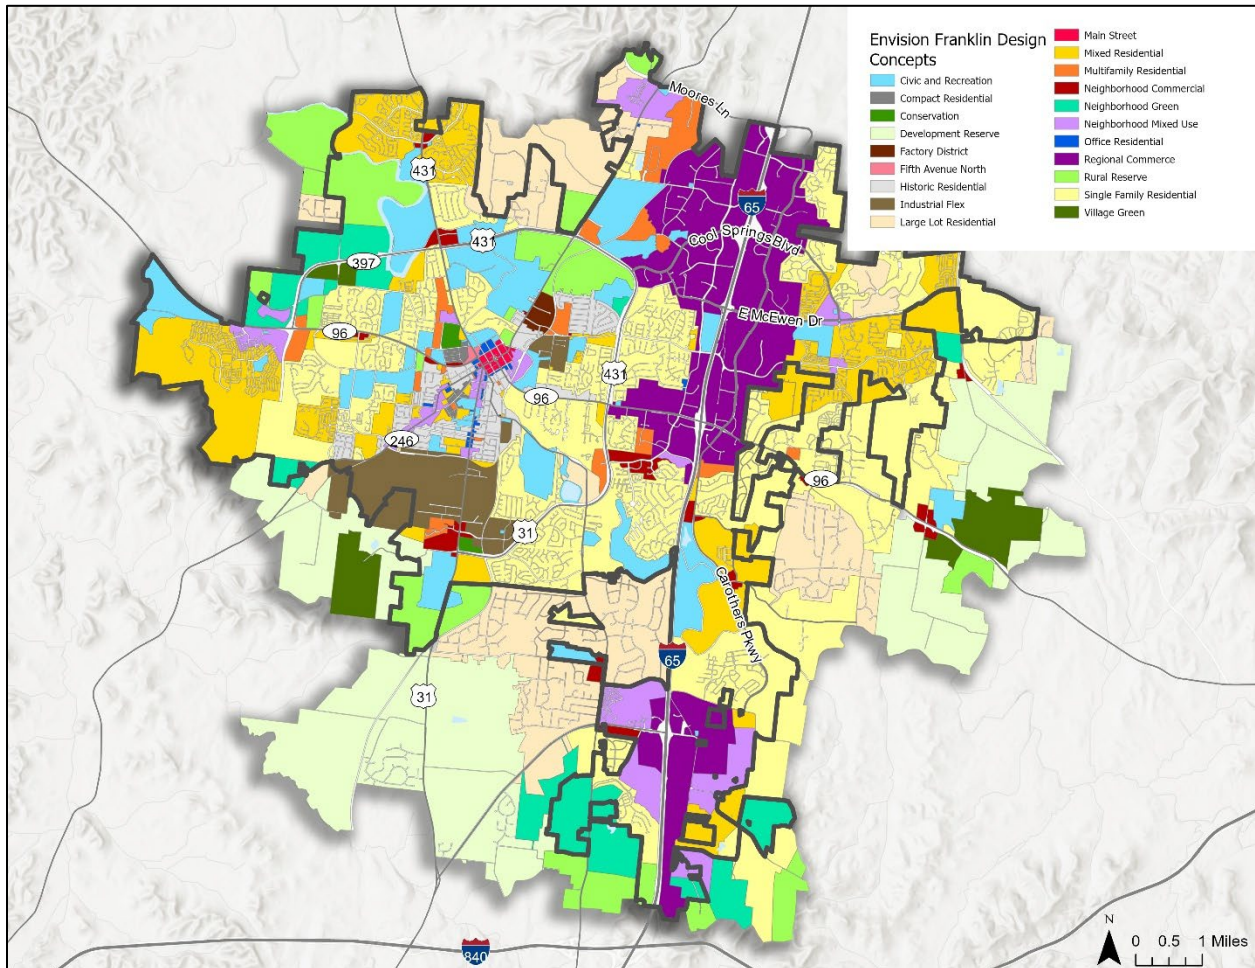 Envision Franklin Design
Concepts
Civic and Recreation
Compact Residential
Conservation
Development Reserve
Factory District
Fifth Avenue North
Historic Residential
Industrial Flex
Large Lot Residential
Main Street
Mixed Residential
Multifamily Residential
Neighborhood Commercial
Neighborhood Green
Neighborhood Mixed Use
Office Residential
Regional Commerce
Rural Reserve
Single Family Residential
Village Green
Moores Ln
431
65
Cool Springs Blvd
431
397
E McEwen Dr
96
431
96
246
96
31
Carothers Pkwy
65
31
840
N
0 0.5 1 Miles